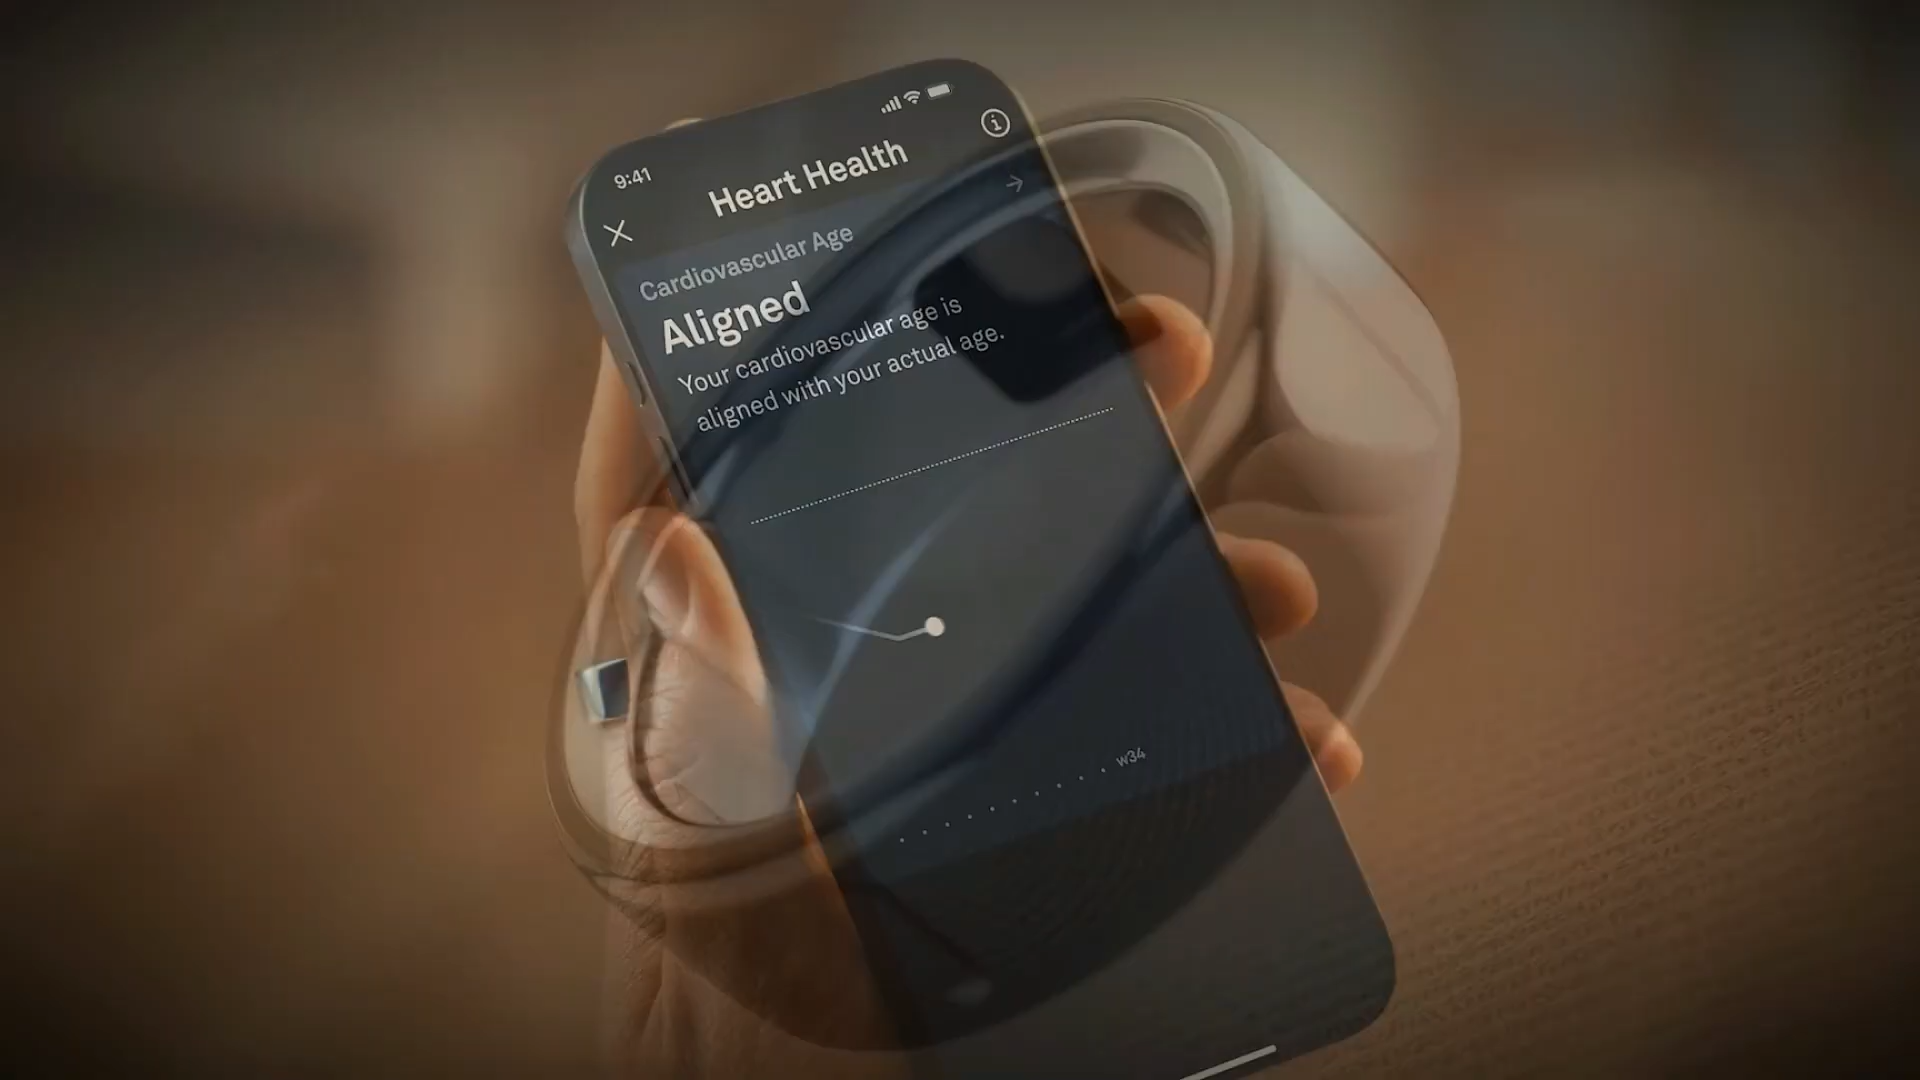 9:41
Heart Health
Cardiovascular Age
Aligned
Your cardiovascular age is
aligned with your actual age.
w34